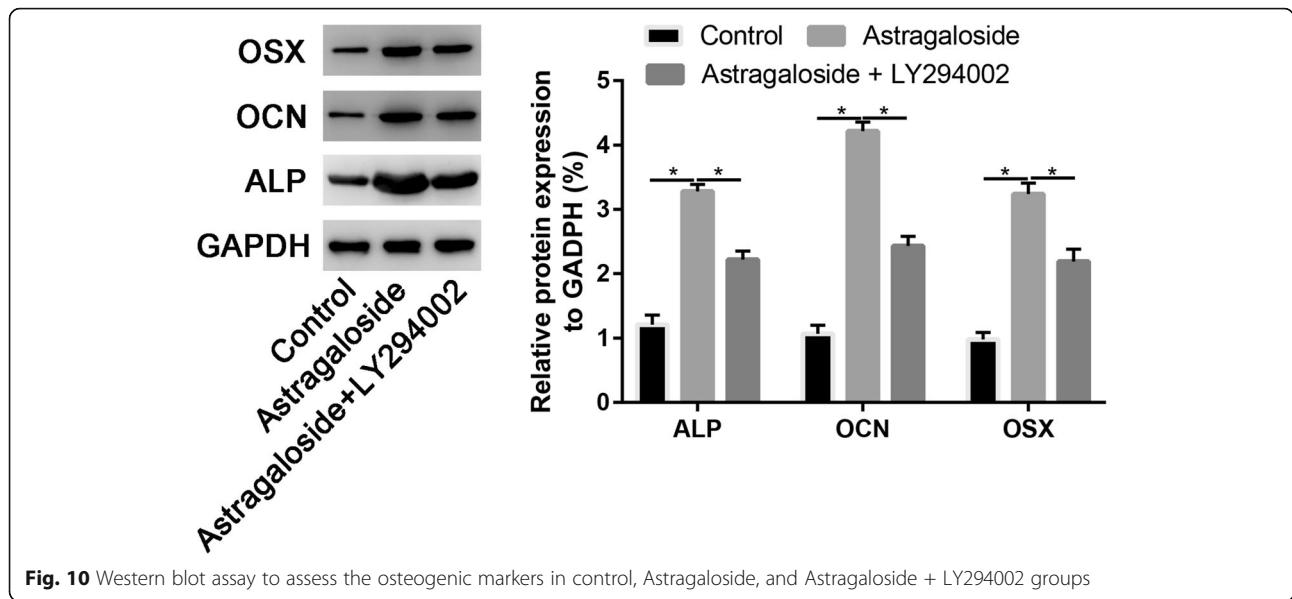 OSX
OCN
ALP
GAPDH
Control
Astragaloside
Astragaloside+LY294002
Control
Astragaloside
Astragaloside + LY294002
Relative protein expression
to GADPH (%)
5
4
3
2
1
0
* *
* *
* *
ALP OCN OSX
Fig. 10 Western blot assay to assess the osteogenic markers in control, Astragaloside, and Astragaloside + LY294002 groups